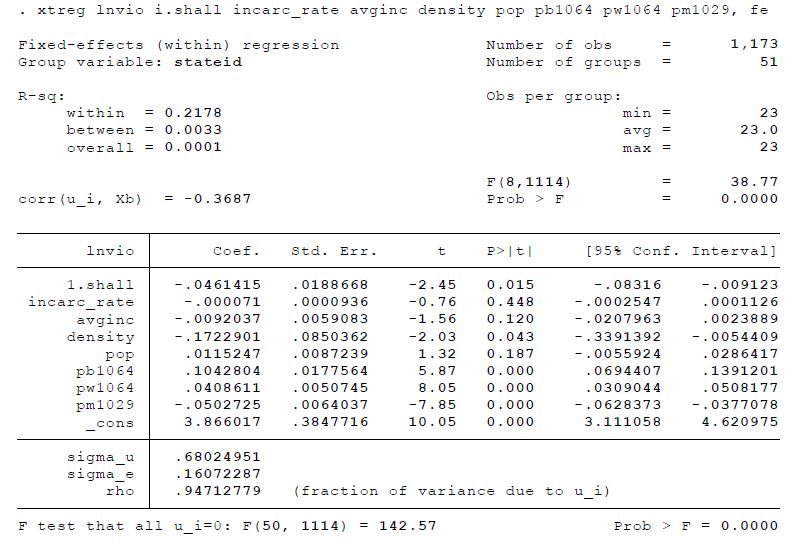 . xtreg lnvio i.shall incarc_rate avginc density pop pb1064 pw1064 pm1029, fe
Fixed-effects (within) regression Number of obs = 1,173
Group variable: stateid Number of groups = 51
R-sq: Obs per group:
within = 0.2178 min = 23
between = 0.0033 avg = 23.0
overall = 0.0001 max = 23
F(8,1114) = 38.77
corr(u_i, Xb) = -0.3687 Prob > F = 0.0000
lnvio Coef. Std. Err. t P>|t| [95% Conf. Interval]
1.shall -.0461415 .0188668 -2.45 0.015 -.08316 -.009123
incarc_rate -.000071 .0000936 -0.76 0.448 -.0002547 .0001126
avginc -.0092037 .0059083 -1.56 0.120 -.0207963 .0023889
density -.1722901 .0850362 -2.03 0.043 -.3391392 -.0054409
pop .0115247 .0087239 1.32 0.187 -.0055924 .0286417
pb1064 .1042804 .0177564 5.87 0.000 .0694407 .1391201
pw1064 .0408611 .0050745 8.05 0.000 .0309044 .0508177
pm1029 -.0502725 .0064037 -7.85 0.000 -.0628373 -.0377078
_cons 3.866017 .3847716 10.05 0.000 3.111058 4.620975
sigma_u .68024951
sigma_e .16072287
rho .94712779 (fraction of variance due to u_i)
F test that all u_i=0: F(50, 1114) = 142.57 Prob > F = 0.0000